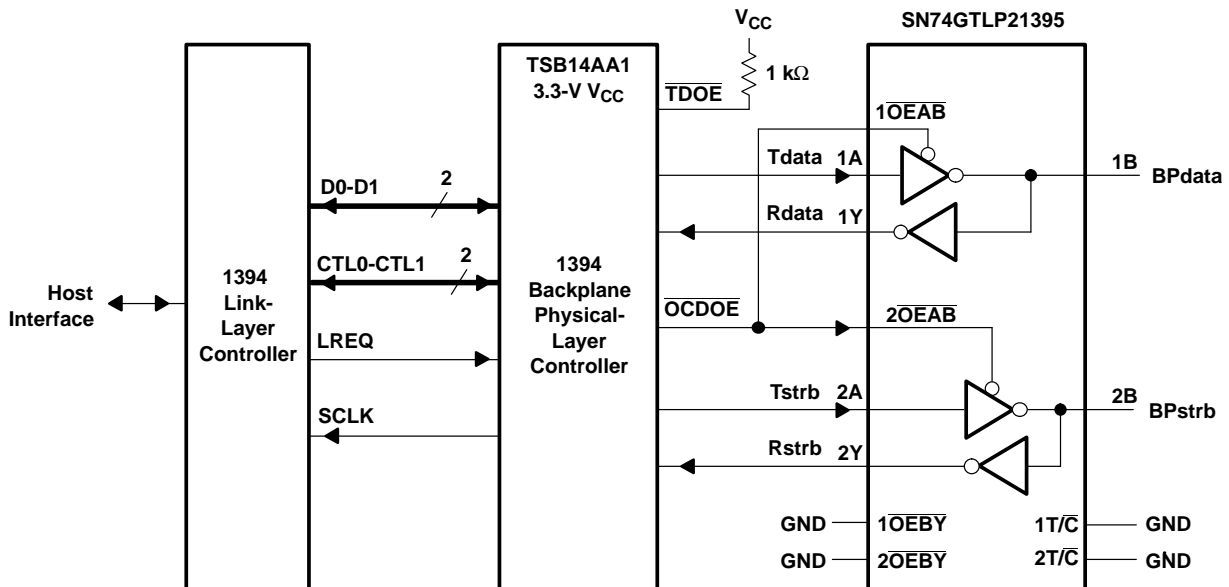 SN74GTLP21395
VCC
1 kΩ
TSB14AA1
3.3-V VCC
TDOE
1OEAB
Tdata 1A
1B
BPdata
D0-D1
2
Rdata 1Y
CTL0-CTL1
2
1394
Link-
Layer
Controller
1394
Backplane
Physical-
Layer
Controller
Host
Interface
OCDOE
2OEAB
LREQ
Tstrb 2A
2B
BPstrb
SCLK
Rstrb 2Y
GND
1OEBY
1T/C
GND
GND
2OEBY
2T/C
GND